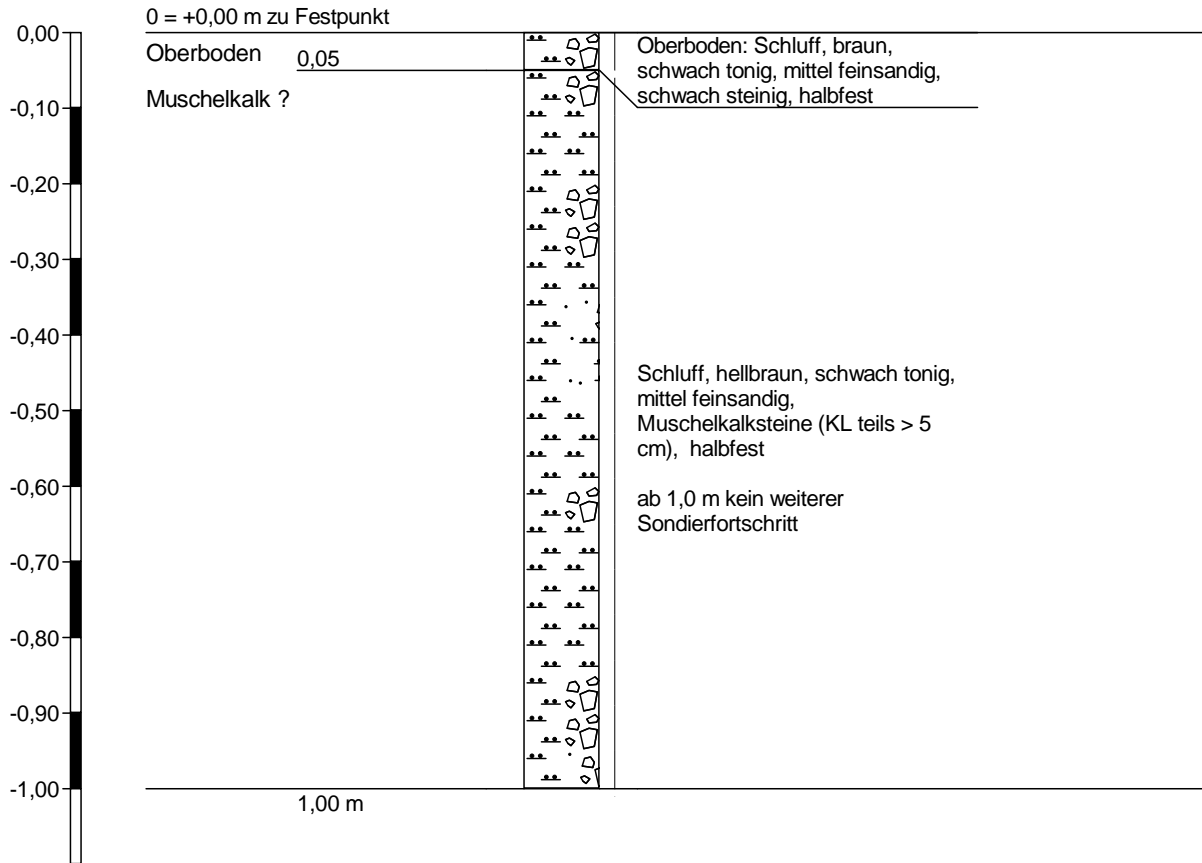 0 = +0,00 m zu Festpunkt
0,00
Oberboden
0,05
Oberboden: Schluff, braun,
schwach tonig, mittel feinsandig,
schwach steinig, halbfest
Muschelkalk ?
-0,10
-0,20
-0,30
-0,40
Schluff, hellbraun, schwach tonig,
mittel feinsandig,
Muschelkalksteine (KL teils > 5
cm), halbfest
-0,50
-0,60
ab 1,0 m kein weiterer
Sondierfortschritt
-0,70
-0,80
-0,90
-1,00
1,00 m